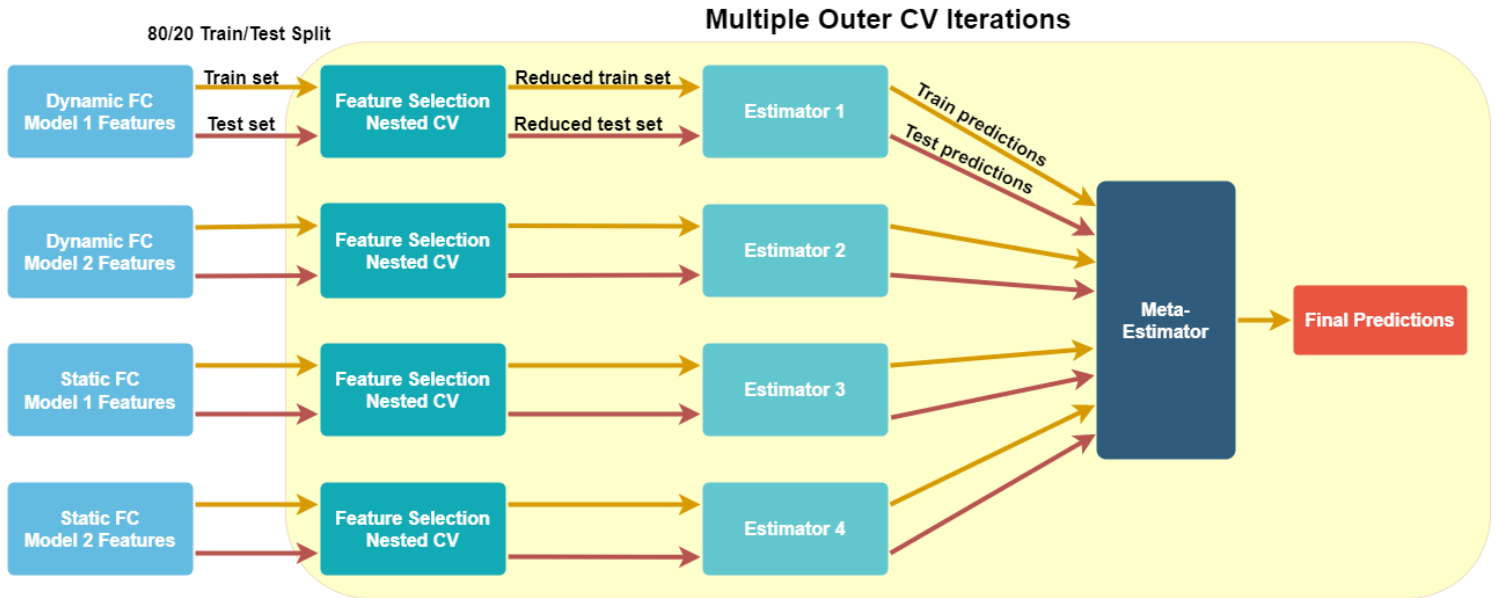 Multiple Outer CV Iterations
80/20 Train/Test Split
Dynamic FC
Model 1 Features
Train set
Test set
Feature Selection
Nested CV
Reduced train set
Reduced test set
Estimator 1
Train predictions
Test predictions
Dynamic FC
Model 2 Features
Feature Selection
Nested CV
Estimator 2
Meta-
Estimator
Final Predictions
Static FC
Model 1 Features
Feature Selection
Nested CV
Estimator 3
Static FC
Model 2 Features
Feature Selection
Nested CV
Estimator 4